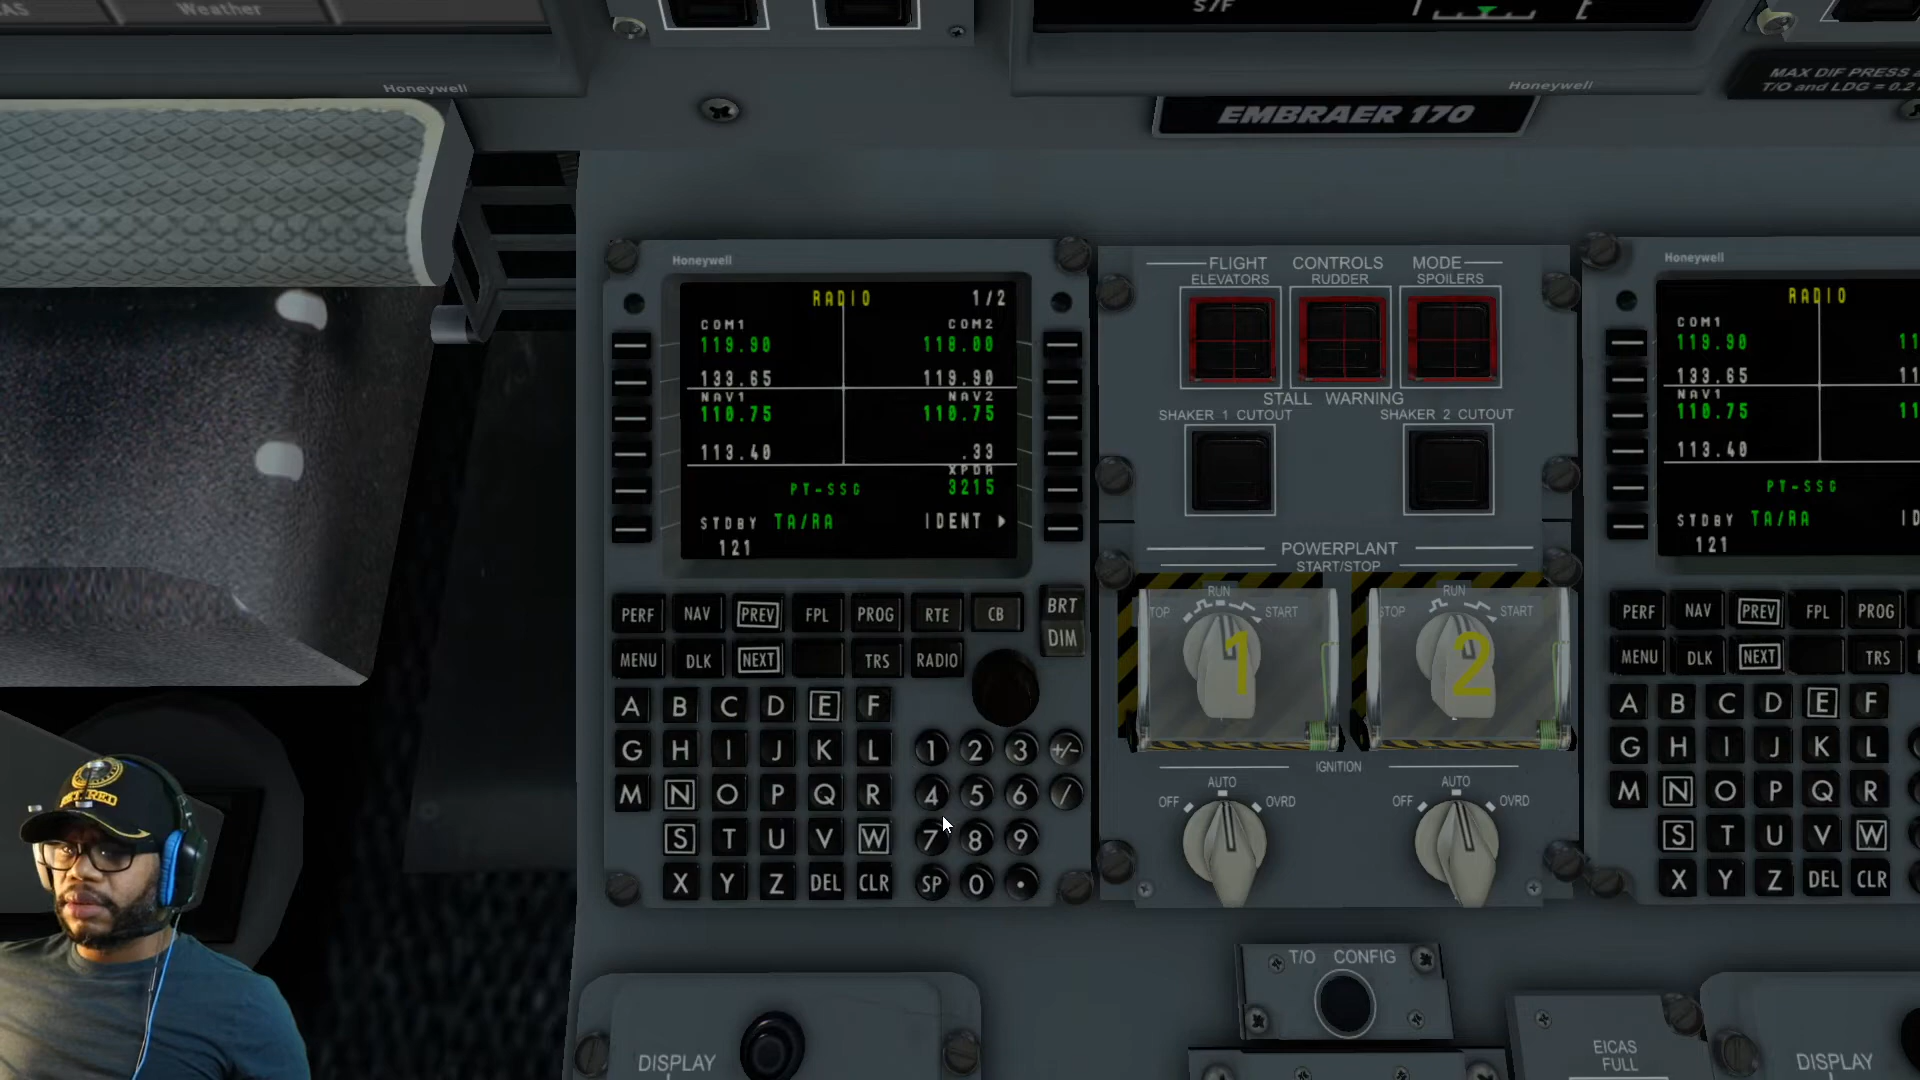 Weather
S/F
Honeywell
Honeywell
MAX DIF PRESS
T/O and LDG = 0.2
EMBRAER 170
Honeywell
RADIO 1/2
COM1 COM2
119.90 118.00
133.65 119.90
NAV1 NAV2
110.75 110.75
113.40 .33
XPDR
PT-SSG 3215
STDBY TA/RA IDENT
121
PERF NAV PREV FPL PROG RTE CB BRT
DIM
MENU DLK NEXT TRS RADIO
A B C D E F
G H I J K L 1 2 3 +/-
M N O P Q R 4 5 6 /
S T U V W 7 8 9
X Y Z DEL CLR SP 0 .
FLIGHT CONTROLS MODE
ELEVATORS RUDDER SPOILERS
STALL WARNING
SHAKER 1 CUTOUT SHAKER 2 CUTOUT
POWERPLANT
START/STOP
RUN RUN
TOP START STOP START
1 2
IGNITION
AUTO AUTO
OFF OVRD OFF OVRD
T/O CONFIG
Honeywell
RADIO
COM1
119.90
133.65
NAV1
110.75
113.40
PT-SSG
STDBY TA/RA
121
PERF NAV PREV FPL PROG
MENU DLK NEXT TRS
A B C D E F
G H I J K L
M N O P Q R
S T U V W
X Y Z DEL CLR
DISPLAY
EICAS
FULL
DISPLAY